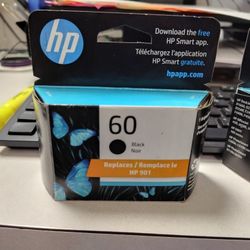 hp
Download the free
HP Smart app.
Téléchargez l'application
HP Smart gratuite.
hpapp.com
60
Black
Noir
Replaces / Remplace le
HP 901